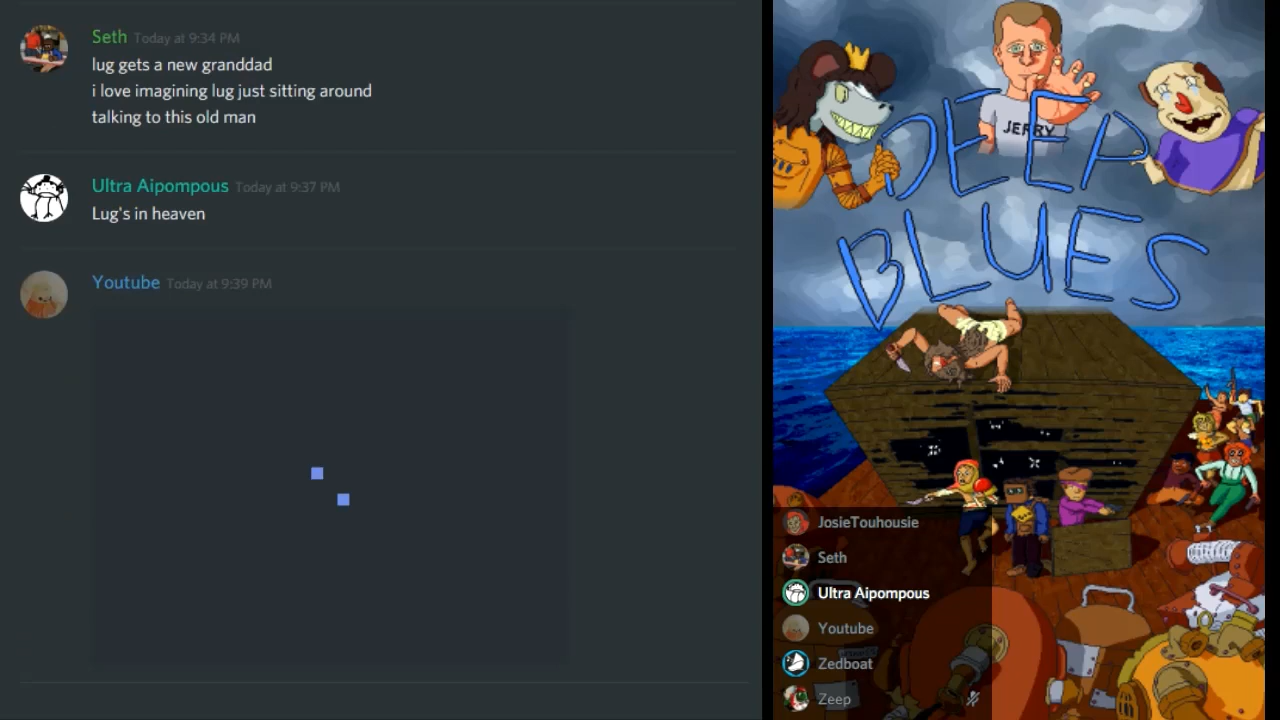 Seth Today at 9:34 PM
lug gets a new granddad
i love imagining lug just sitting around
talking to this old man
Ultra Aipompous Today at 9:37 PM
Lug's in heaven
Youtube Today at 9:39 PM
JERRY
DEEP
BLUES
JosieTouhousie
Seth
Ultra Aipompous
Youtube
Zedboat
Zeep